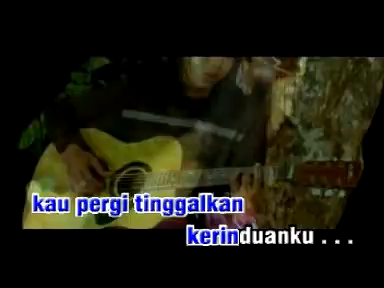 kau pergi tinggalkan
kerinduanku . . .